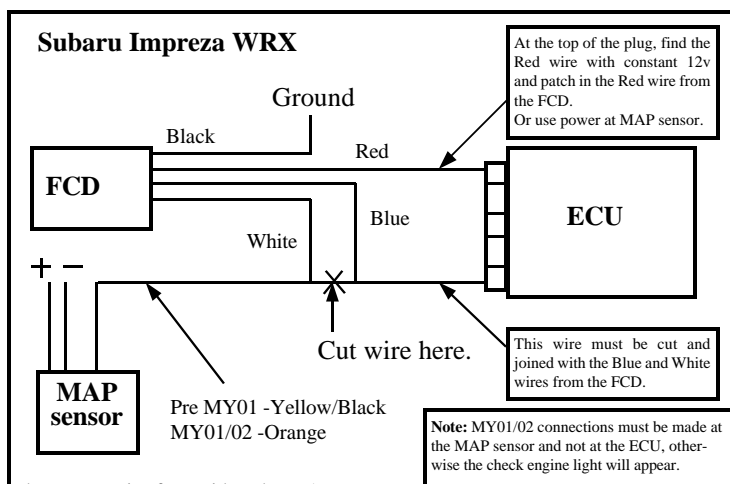 Subaru Impreza WRX
At the top of the plug, find the
Red wire with constant 12v
and patch in the Red wire from
the FCD.
Or use power at MAP sensor.
Ground
Black
Red
FCD
ECU
White
Blue
+ −
Cut wire here.
This wire must be cut and
joined with the Blue and White
wires from the FCD.
MAP
sensor
Pre MY01 -Yellow/Black
MY01/02 -Orange
Note: MY01/02 connections must be made at
the MAP sensor and not at the ECU, other-
wise the check engine light will appear.